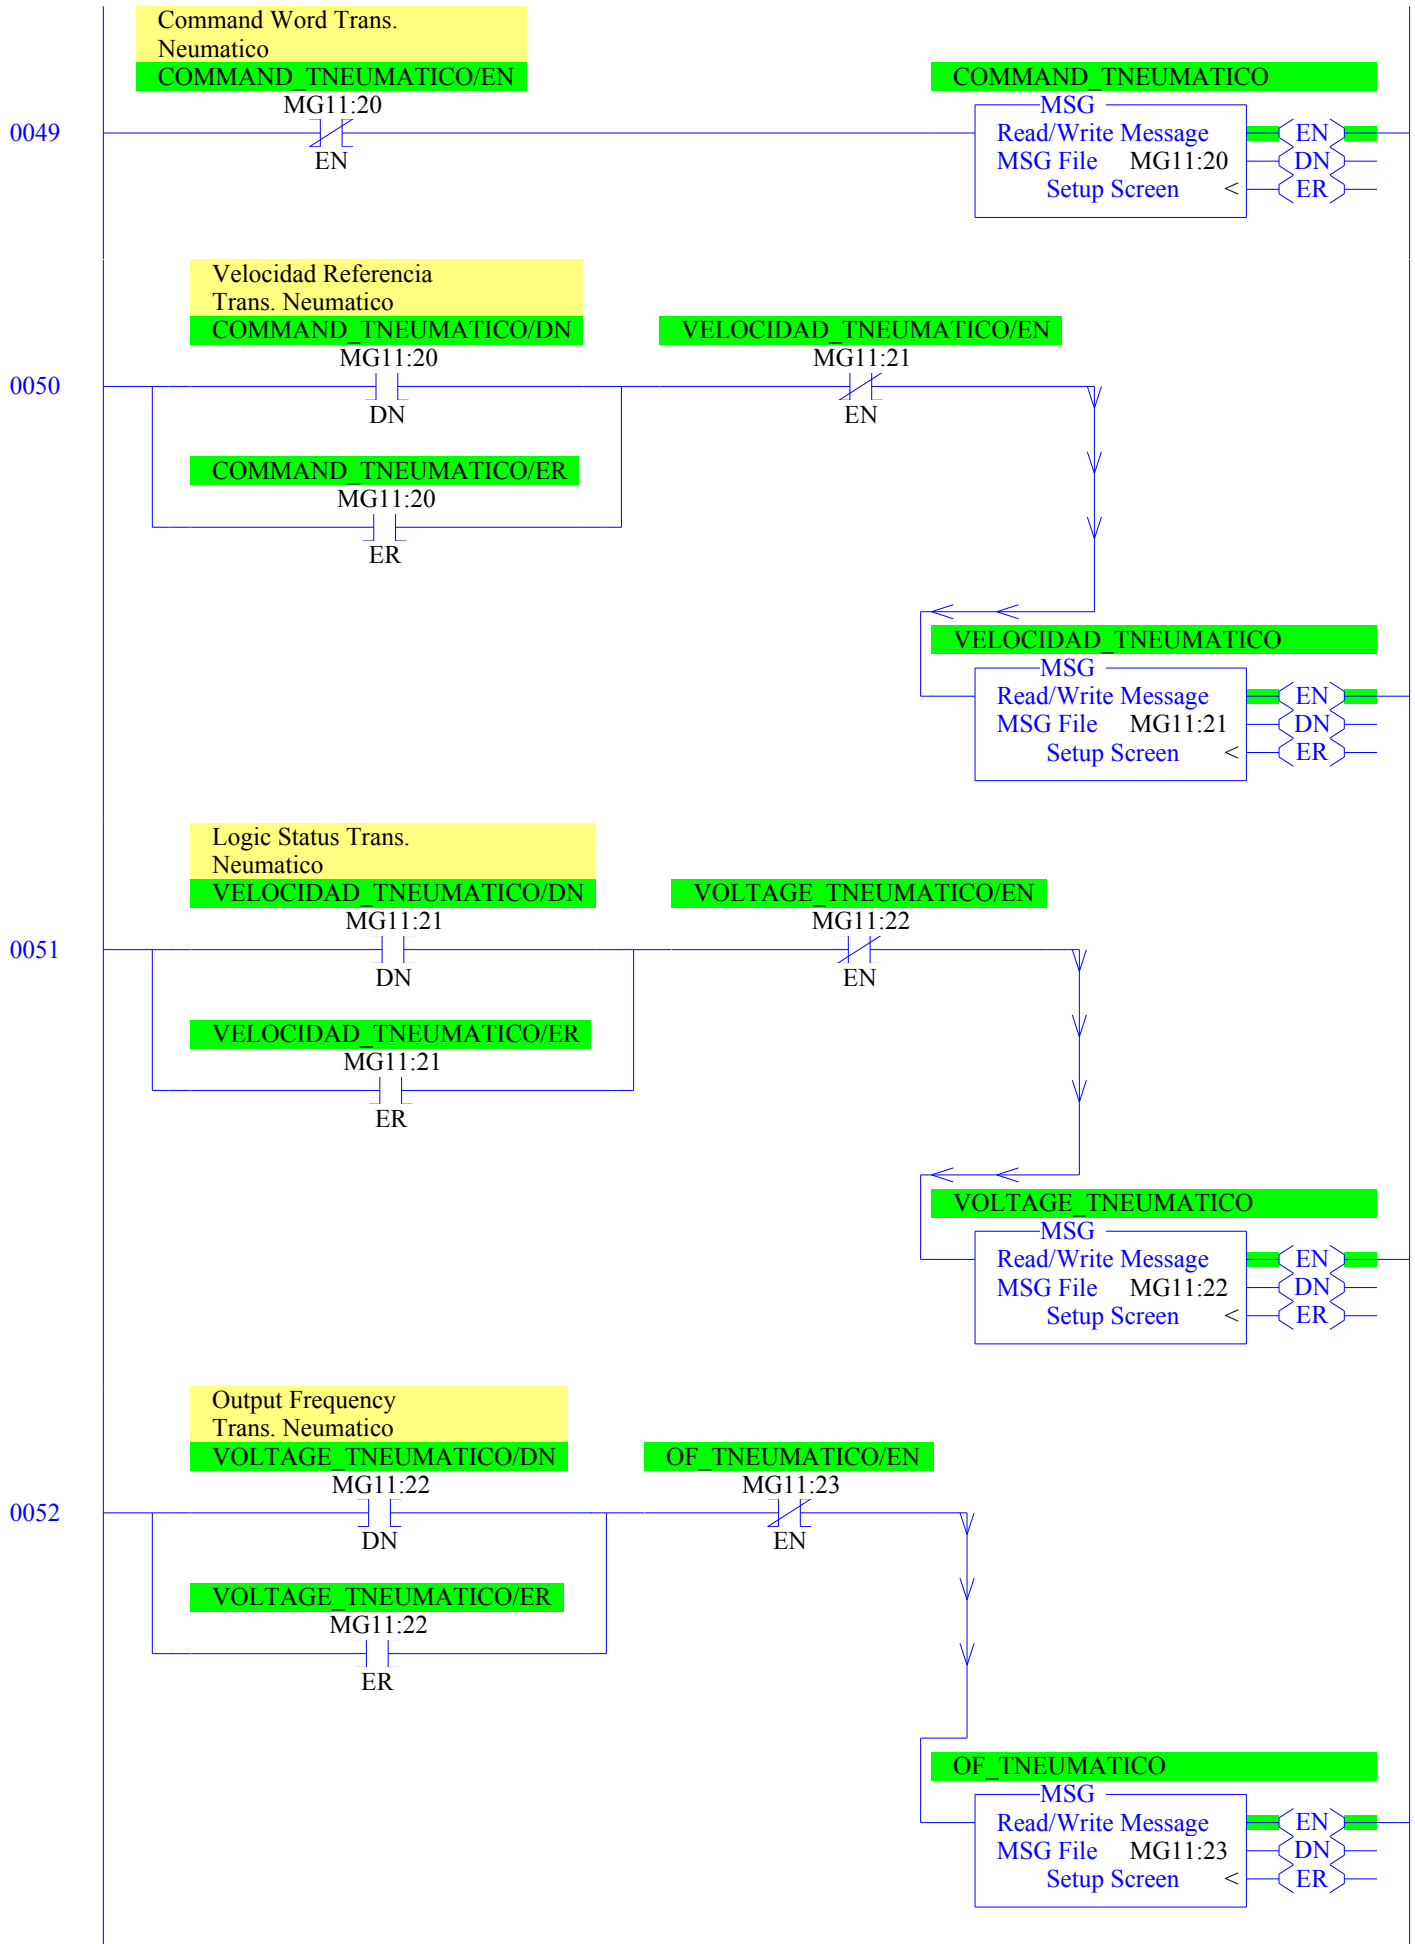 Command Word Trans.
Neumatico
COMMAND_TNEUMATICO/EN
MG11:20
EN
0049
COMMAND_TNEUMATICO
MSG
Read/Write Message
MSG File MG11:20
Setup Screen <
EN
DN
ER
Velocidad Referencia
Trans. Neumatico
COMMAND_TNEUMATICO/DN
MG11:20
DN
VELOCIDAD_TNEUMATICO/EN
MG11:21
EN
0050
COMMAND_TNEUMATICO/ER
MG11:20
ER
VELOCIDAD_TNEUMATICO
MSG
Read/Write Message
MSG File MG11:21
Setup Screen <
EN
DN
ER
Logic Status Trans.
Neumatico
VELOCIDAD_TNEUMATICO/DN
MG11:21
DN
VOLTAGE_TNEUMATICO/EN
MG11:22
EN
0051
VELOCIDAD_TNEUMATICO/ER
MG11:21
ER
VOLTAGE_TNEUMATICO
MSG
Read/Write Message
MSG File MG11:22
Setup Screen <
EN
DN
ER
Output Frequency
Trans. Neumatico
VOLTAGE_TNEUMATICO/DN
MG11:22
DN
OF_TNEUMATICO/EN
MG11:23
EN
0052
VOLTAGE_TNEUMATICO/ER
MG11:22
ER
OF_TNEUMATICO
MSG
Read/Write Message
MSG File MG11:23
Setup Screen <
EN
DN
ER